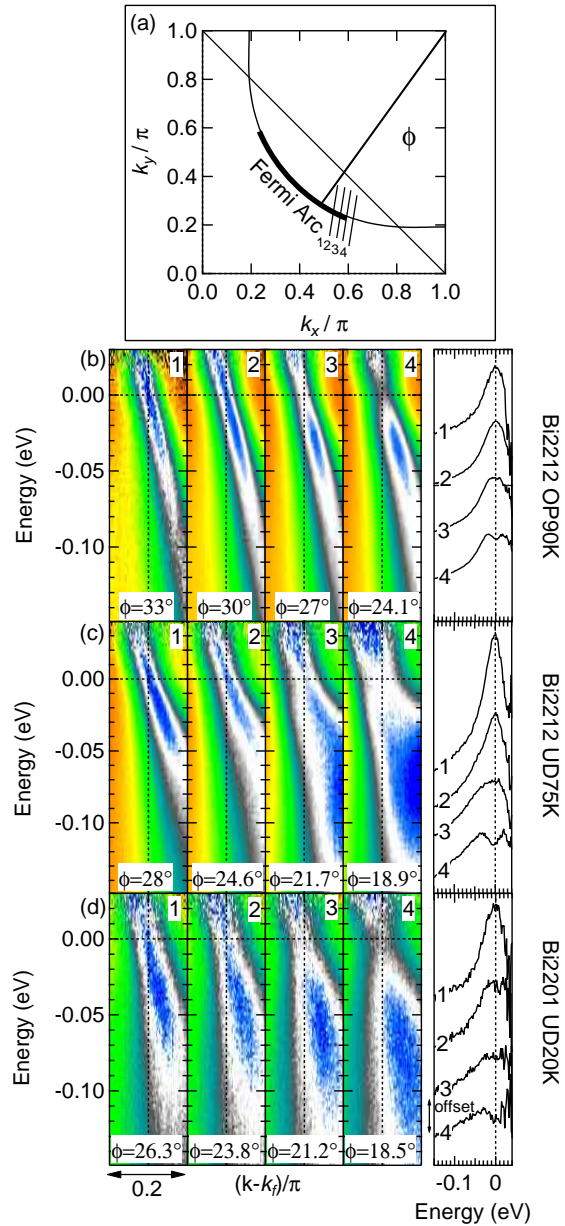 (a)
1.0
0.8
0.6
0.4
0.2
0.0
ky / π
ϕ
Fermi Arc
1234
0.0 0.2 0.4 0.6 0.8 1.0
kx / π
(b)
1 2 3 4
0.00
-0.05
-0.10
Energy (eV)
ϕ=33° ϕ=30° ϕ=27° ϕ=24.1°
1
2
3
4
Bi2212 OP90K
(c)
1 2 3 4
0.00
-0.05
-0.10
Energy (eV)
ϕ=28° ϕ=24.6° ϕ=21.7° ϕ=18.9°
1
2
3
4
Bi2212 UD75K
(d)
1 2 3 4
0.00
-0.05
-0.10
Energy (eV)
ϕ=26.3° ϕ=23.8° ϕ=21.2° ϕ=18.5°
1
2
3
offset
4
Bi2201 UD20K
0.2
(k-kf)/π
-0.1 0
Energy (eV)